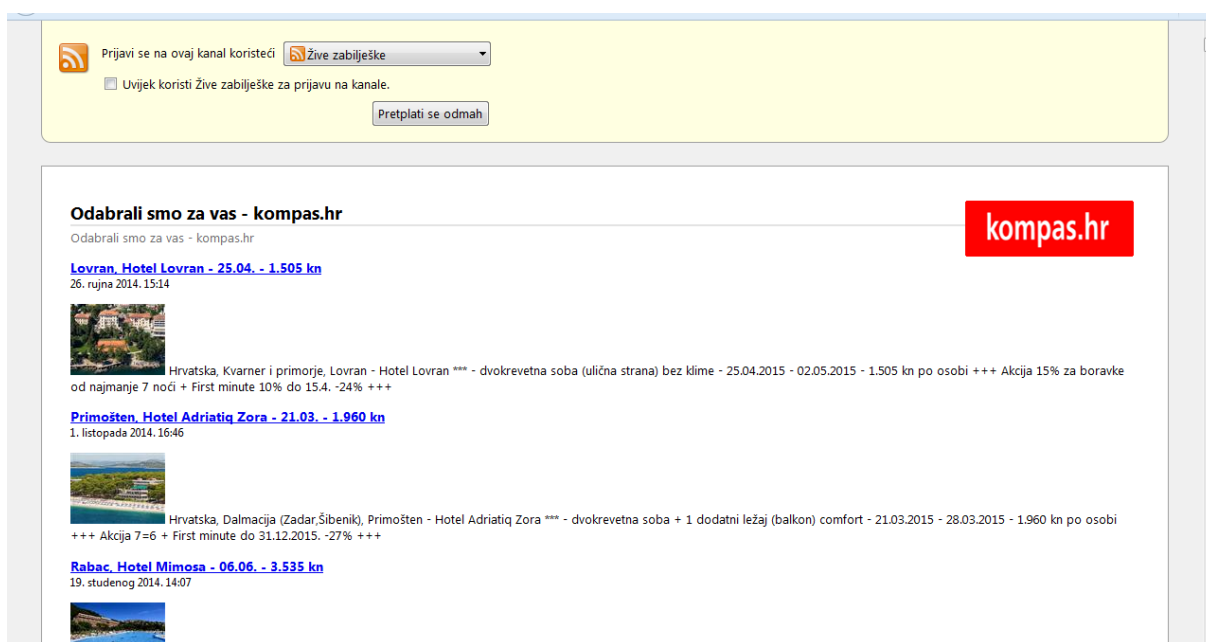 Prijavi se na ovaj kanal koristeći Žive zabilješke
Uvijek koristi Žive zabilješke za prijavu na kanale.
Pretplati se odmah
Odabrali smo za vas - kompas.hr
kompas.hr
Odabrali smo za vas - kompas.hr
Lovran, Hotel Lovran - 25.04. - 1.505 kn
26. rujna 2014. 15:14
Hrvatska, Kvarner i primorje, Lovran - Hotel Lovran *** - dvokrevetna soba (ulična strana) bez klime - 25.04.2015 - 02.05.2015 - 1.505 kn po osobi +++ Akcija 15% za boravke
od najmanje 7 noći + First minute 10% do 15.4. -24% +++
Primošten, Hotel Adriatiq Zora - 21.03. - 1.960 kn
1. listopada 2014. 16:46
Hrvatska, Dalmacija (Zadar,Šibenik), Primošten - Hotel Adriatiq Zora *** - dvokrevetna soba + 1 dodatni ležaj (balkon) comfort - 21.03.2015 - 28.03.2015 - 1.960 kn po osobi
+++ Akcija 7=6 + First minute do 31.12.2015. -27% +++
Rabac, Hotel Mimosa - 06.06. - 3.535 kn
19. studenog 2014. 14:07